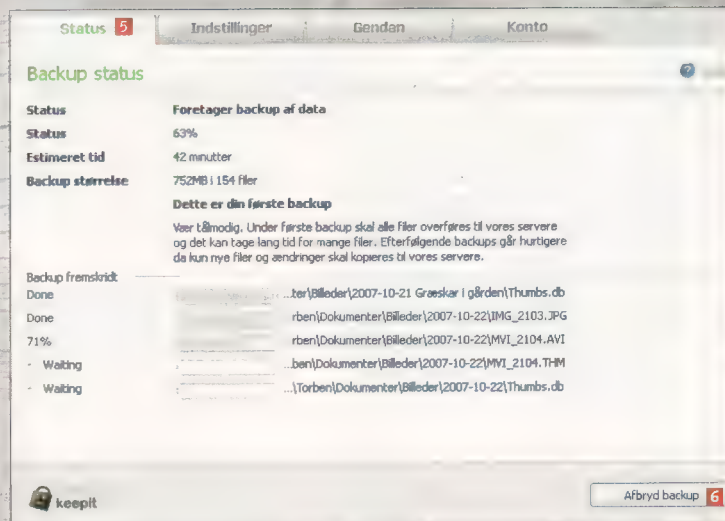 Status 5 Indstillinger Gendan Konto
Backup status ?
Status Foretager backup af data
Status 63%
Estimeret tid 42 minutter
Backup størrelse 752MB i 154 filer
Dette er din første backup
Vær tålmodig. Under første backup skal alle filer overføres til vores servere
og det kan tage lang tid for mange filer. Efterfølgende backups går hurtigere
da kun nye filer og ændringer skal kopieres til vores servere.
Backup fremskridt
Done ...ter\Billeder\2007-10-21 Græskar i gården\Thumbs.db
Done rben\Dokumenter\Billeder\2007-10-22\IMG_2103.JPG
71% rben\Dokumenter\Billeder\2007-10-22\MVI_2104.AVI
- Waiting ...ben\Dokumenter\Billeder\2007-10-22\MVI_2104.THM
- Waiting ...\Torben\Dokumenter\Billeder\2007-10-22\Thumbs.db
keepit Afbryd backup 6